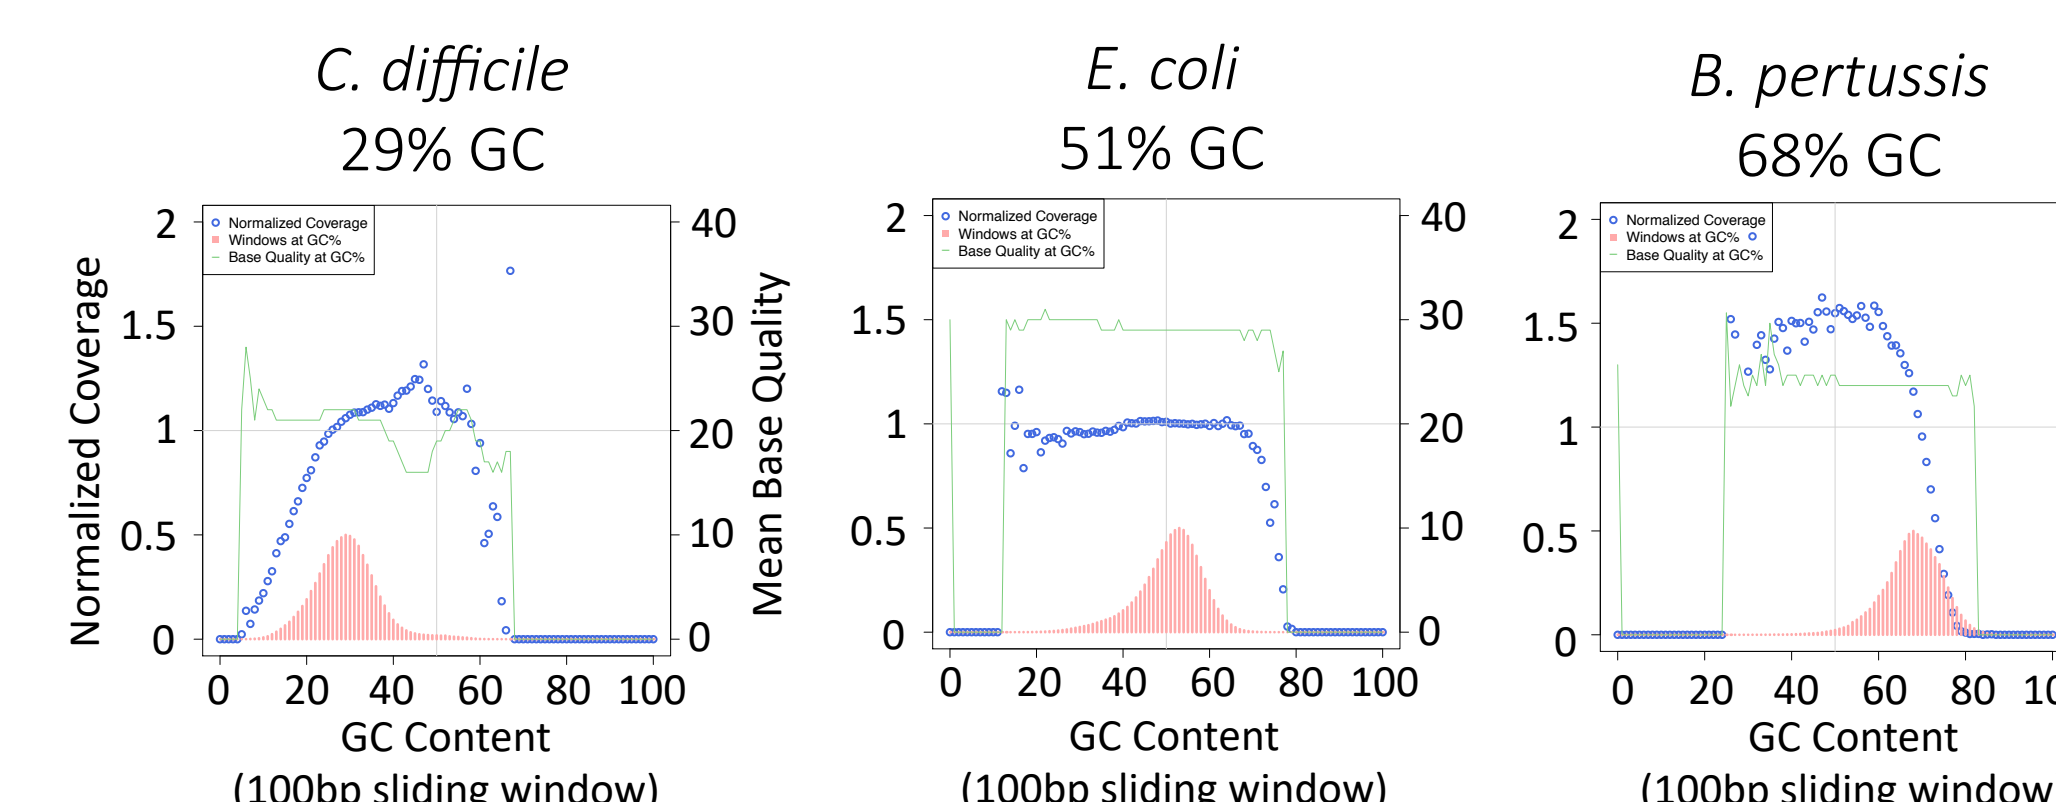 C. difficile
29% GC
Normalized Coverage
Windows at GC%
Base Quality at GC%
2
1.5
1
0.5
0
Normalized Coverage
40
30
20
10
0
Mean Base Quality
0 20 40 60 80 100
GC Content
(100bp sliding window)
E. coli
51% GC
Normalized Coverage
Windows at GC%
Base Quality at GC%
2
1.5
1
0.5
0
40
30
20
10
0
0 20 40 60 80 100
GC Content
(100bp sliding window)
B. pertussis
68% GC
Normalized Coverage
Windows at GC%
Base Quality at GC%
2
1.5
1
0.5
0
0 20 40 60 80 10
GC Content
(100bp sliding window